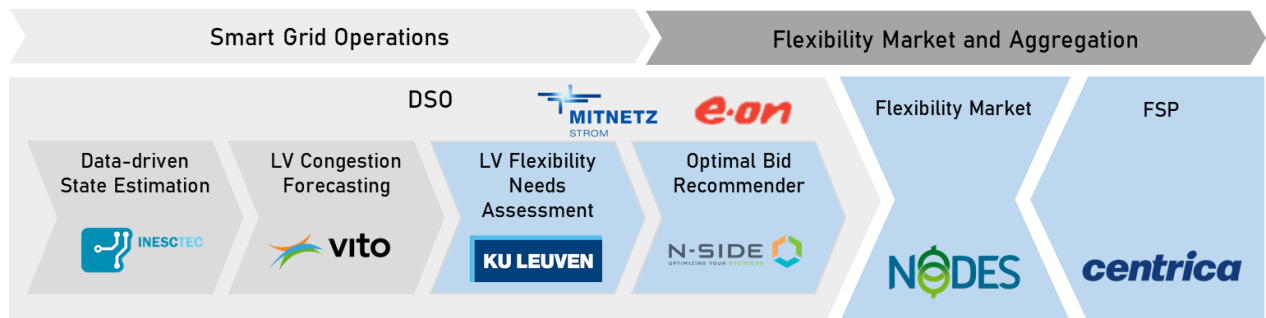 Smart Grid Operations
Flexibility Market and Aggregation
DSO
MITNETZ
STROM
e·on
Flexibility Market
FSP
Data-driven
State Estimation
LV Congestion
Forecasting
LV Flexibility
Needs
Assessment
Optimal Bid
Recommender
INESCTEC
vito
KU LEUVEN
N-SIDE
OPTIMIZING YOUR DECISIONS
NODES
centrica